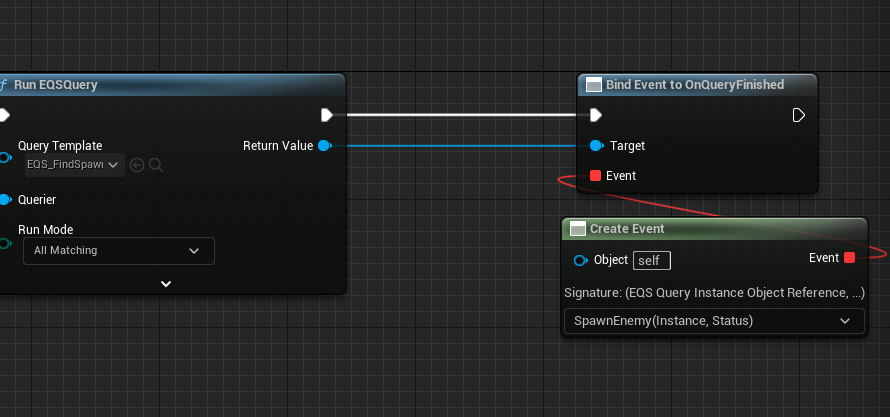 f Run EQSQuery
Query Template
EQS_FindSpawn
Return Value
Querier
Run Mode
All Matching
Bind Event to OnQueryFinished
Target
Event
Create Event
Object self
Event
Signature: (EQS Query Instance Object Reference, ...)
SpawnEnemy(Instance, Status)